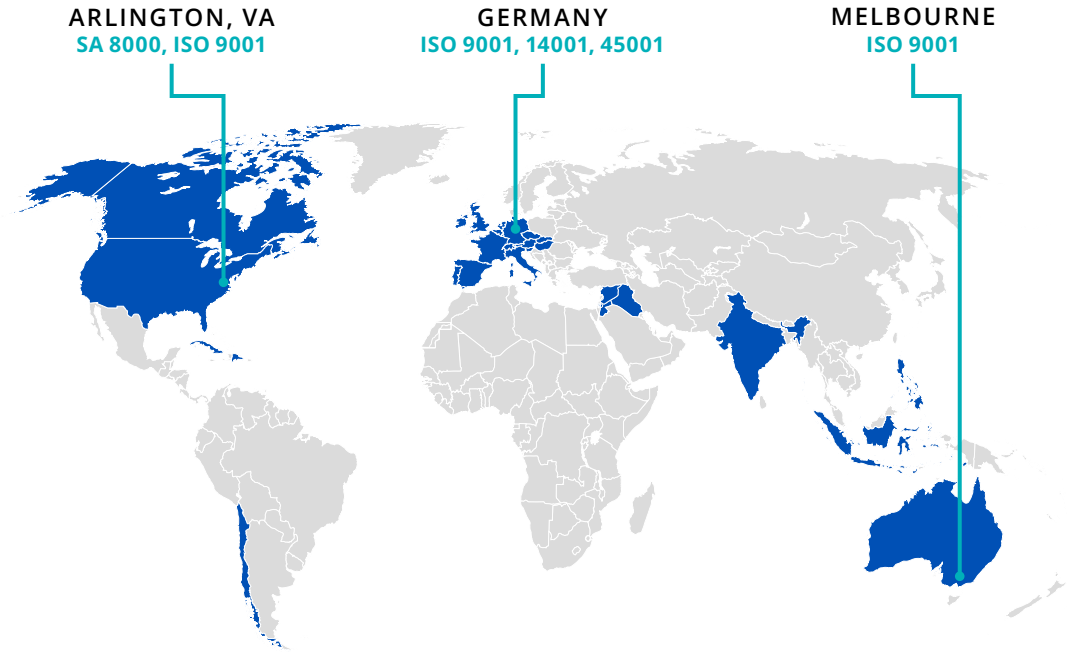 ARLINGTON, VA
SA 8000, ISO 9001
GERMANY
ISO 9001, 14001, 45001
MELBOURNE
ISO 9001